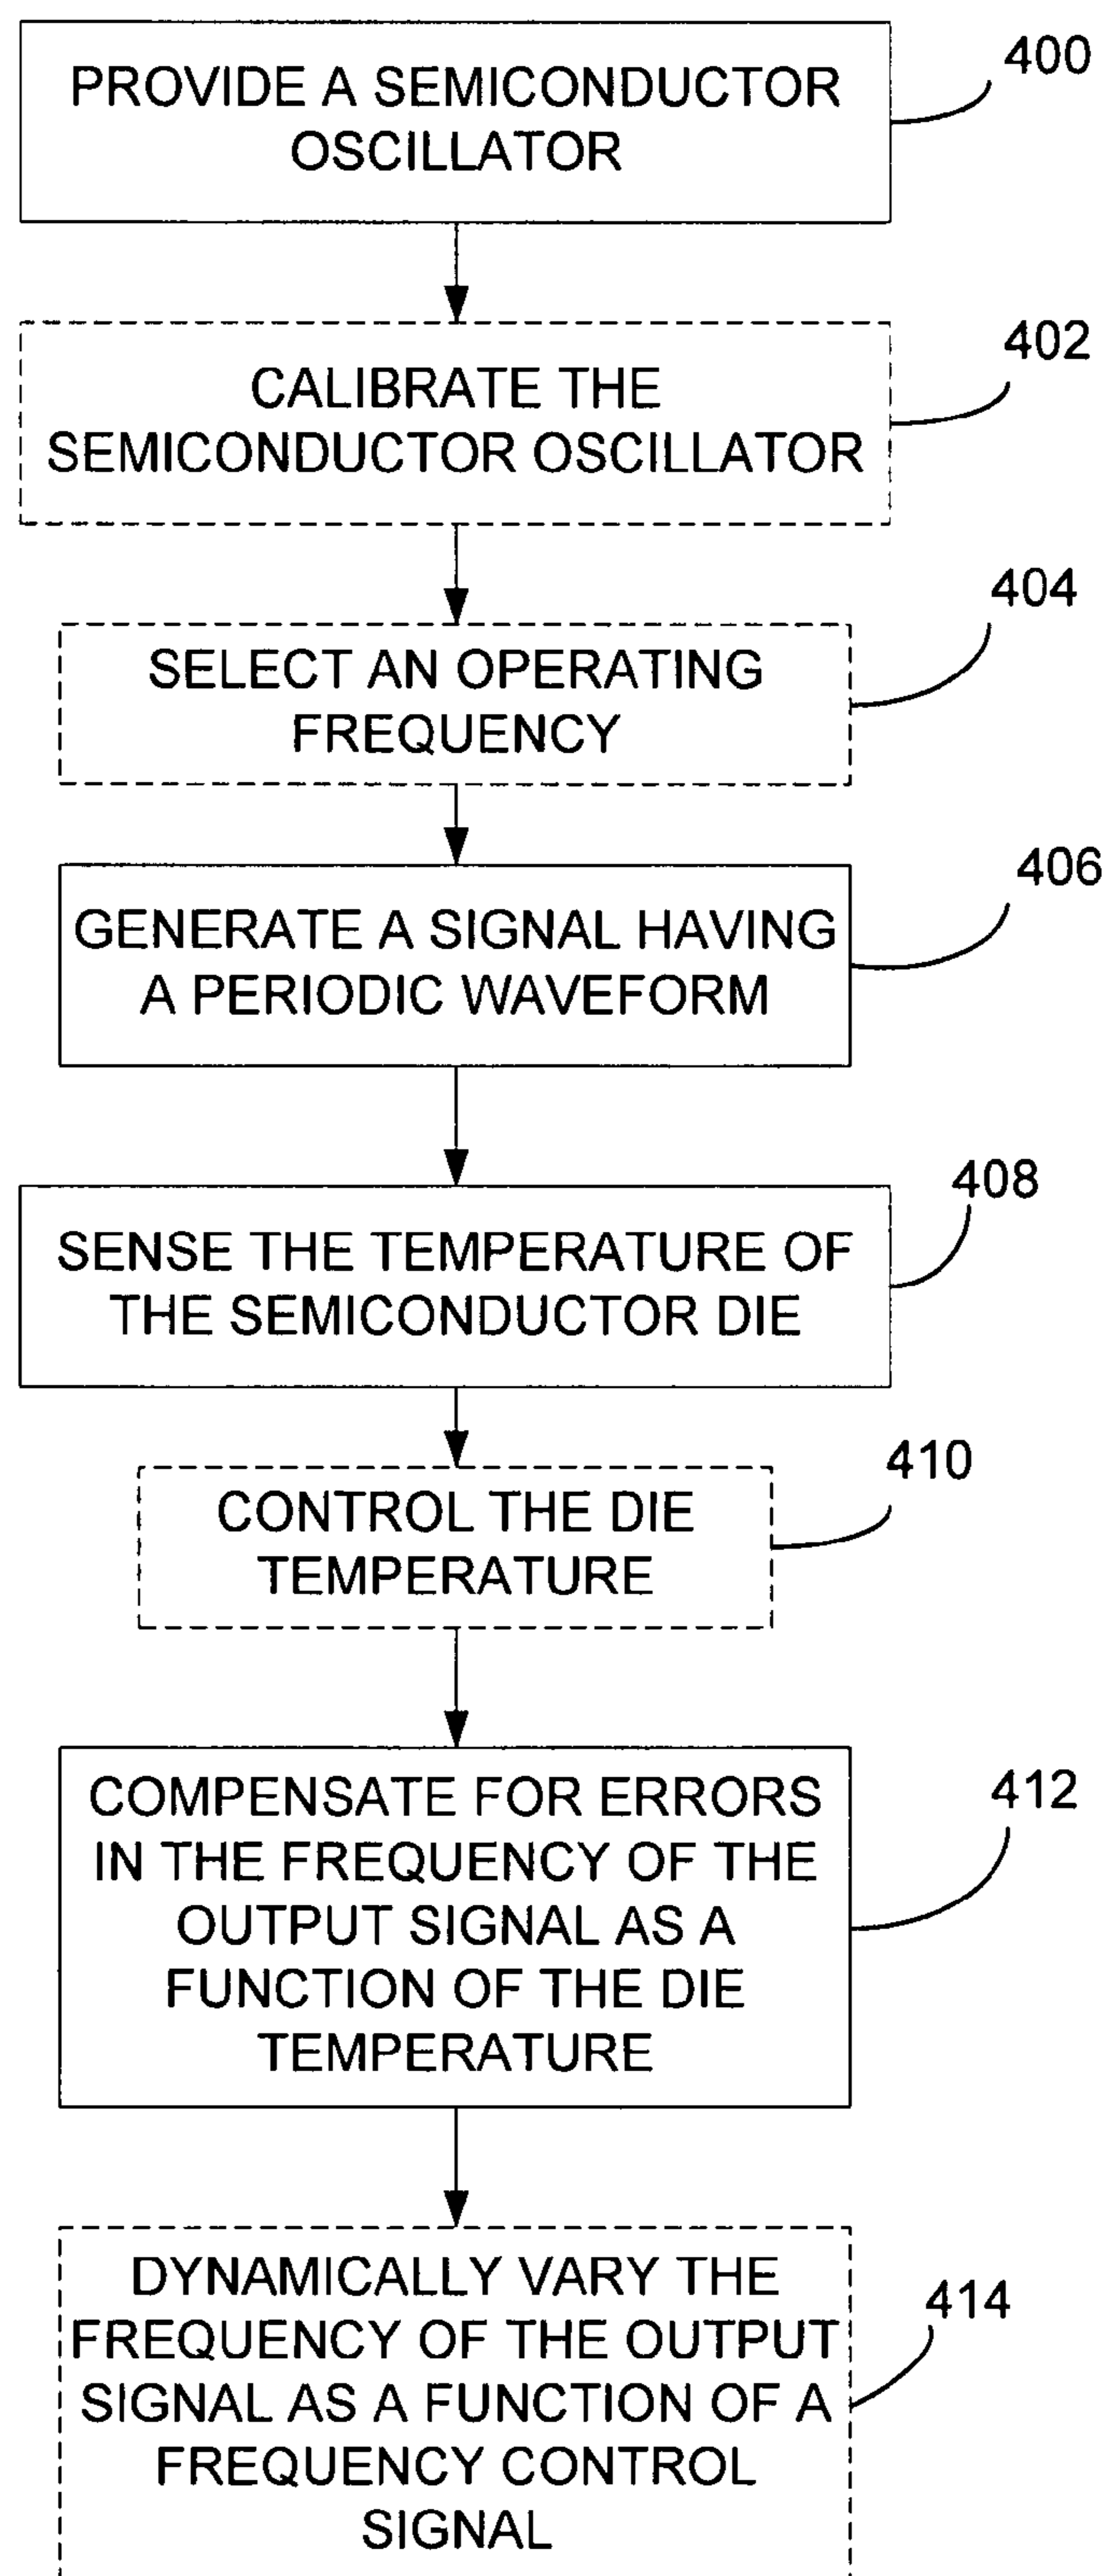 PROVIDE A SEMICONDUCTOR
OSCILLATOR
400
CALIBRATE THE
SEMICONDUCTOR OSCILLATOR
402
SELECT AN OPERATING
FREQUENCY
404
GENERATE A SIGNAL HAVING
A PERIODIC WAVEFORM
406
SENSE THE TEMPERATURE OF
THE SEMICONDUCTOR DIE
408
CONTROL THE DIE
TEMPERATURE
410
COMPENSATE FOR ERRORS
IN THE FREQUENCY OF THE
OUTPUT SIGNAL AS A
FUNCTION OF THE DIE
TEMPERATURE
412
DYNAMICALLY VARY THE
FREQUENCY OF THE OUTPUT
SIGNAL AS A FUNCTION OF A
FREQUENCY CONTROL
SIGNAL
414